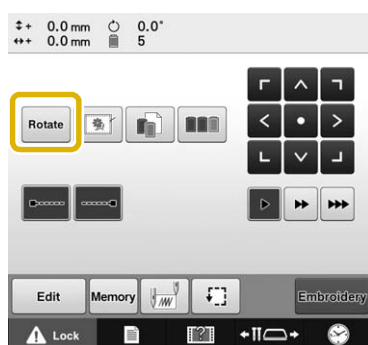 + 0.0 mm 0.0°
+ 0.0 mm 5
Rotate
Edit Memory Embroidery
Lock